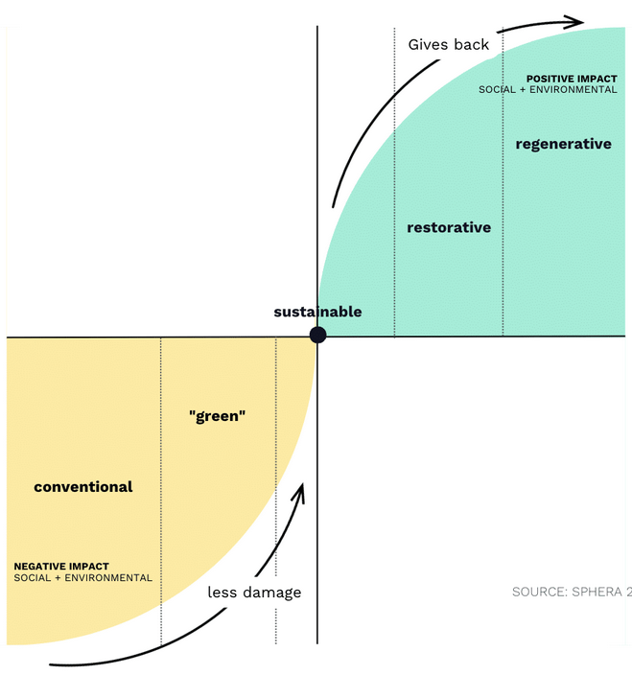 Gives back
POSITIVE IMPACT
SOCIAL + ENVIRONMENTAL
regenerative
restorative
sustainable
"green"
conventional
NEGATIVE IMPACT
SOCIAL + ENVIRONMENTAL
less damage
SOURCE: SPHERA 2